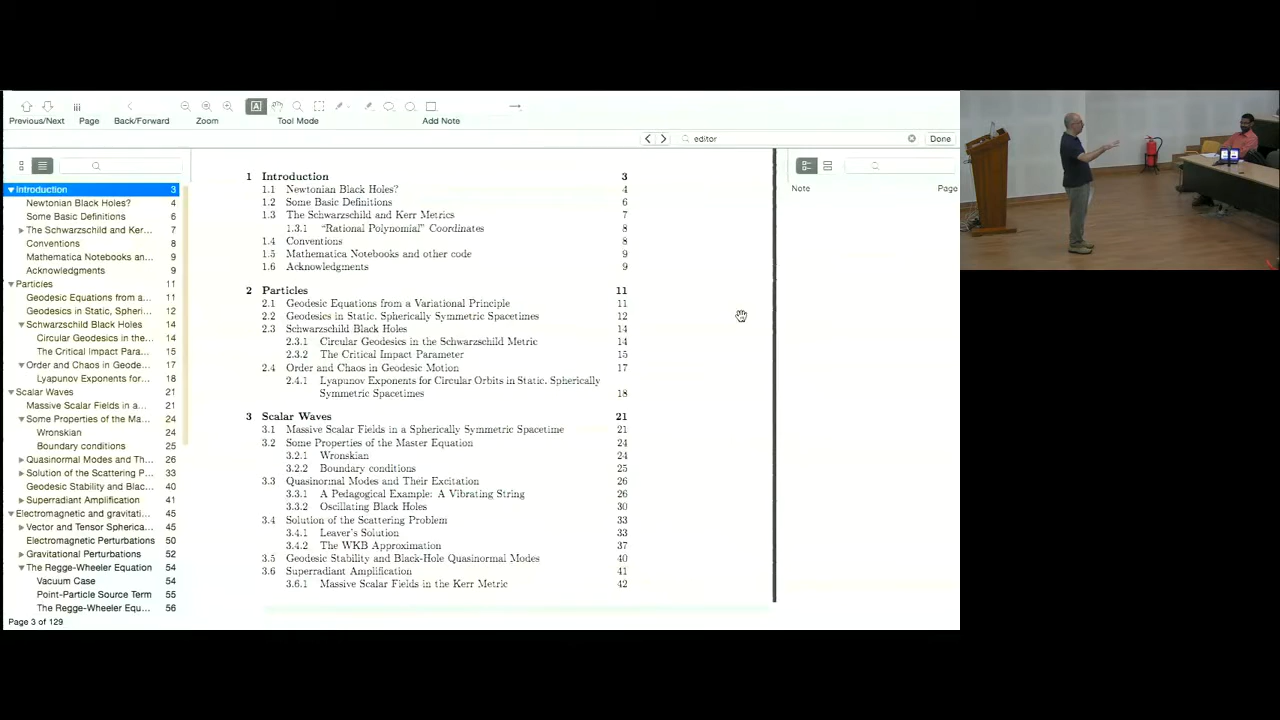 Previous/Next
Page
Back/Forward
Zoom
Tool Mode
Add Note
editor
Done
Introduction 3
Newtonian Black Holes? 4
Some Basic Definitions 6
The Schwarzschild and Ker... 7
Conventions 8
Mathematica Notebooks an... 9
Acknowledgments 9
Particles 11
Geodesic Equations from a... 11
Geodesics in Static, Spheri... 12
Schwarzschild Black Holes 14
Circular Geodesics in the... 14
The Critical Impact Para... 15
Order and Chaos in Geode... 17
Lyapunov Exponents for... 18
Scalar Waves 21
Massive Scalar Fields in a... 21
Some Properties of the Ma... 24
Wronskian 24
Boundary conditions 25
Quasinormal Modes and Th... 26
Solution of the Scattering P... 33
Geodesic Stability and Blac... 40
Superradiant Amplification 41
Electromagnetic and gravitati... 45
Vector and Tensor Spherica... 45
Electromagnetic Perturbations 50
Gravitational Perturbations 52
The Regge-Wheeler Equation 54
Vacuum Case 54
Point-Particle Source Term 55
The Regge-Wheeler Equ... 56
Page 3 of 129
1 Introduction 3
1.1 Newtonian Black Holes? 4
1.2 Some Basic Definitions 6
1.3 The Schwarzschild and Kerr Metrics 7
1.3.1 "Rational Polynomial" Coordinates 8
1.4 Conventions 8
1.5 Mathematica Notebooks and other code 9
1.6 Acknowledgments 9
2 Particles 11
2.1 Geodesic Equations from a Variational Principle 11
2.2 Geodesics in Static, Spherically Symmetric Spacetimes 12
2.3 Schwarzschild Black Holes 14
2.3.1 Circular Geodesics in the Schwarzschild Metric 14
2.3.2 The Critical Impact Parameter 15
2.4 Order and Chaos in Geodesic Motion 17
2.4.1 Lyapunov Exponents for Circular Orbits in Static, Spherically
Symmetric Spacetimes 18
3 Scalar Waves 21
3.1 Massive Scalar Fields in a Spherically Symmetric Spacetime 21
3.2 Some Properties of the Master Equation 24
3.2.1 Wronskian 24
3.2.2 Boundary conditions 25
3.3 Quasinormal Modes and Their Excitation 26
3.3.1 A Pedagogical Example: A Vibrating String 26
3.3.2 Oscillating Black Holes 30
3.4 Solution of the Scattering Problem 33
3.4.1 Leaver's Solution 33
3.4.2 The WKB Approximation 37
3.5 Geodesic Stability and Black-Hole Quasinormal Modes 40
3.6 Superradiant Amplification 41
3.6.1 Massive Scalar Fields in the Kerr Metric 42
Note
Page